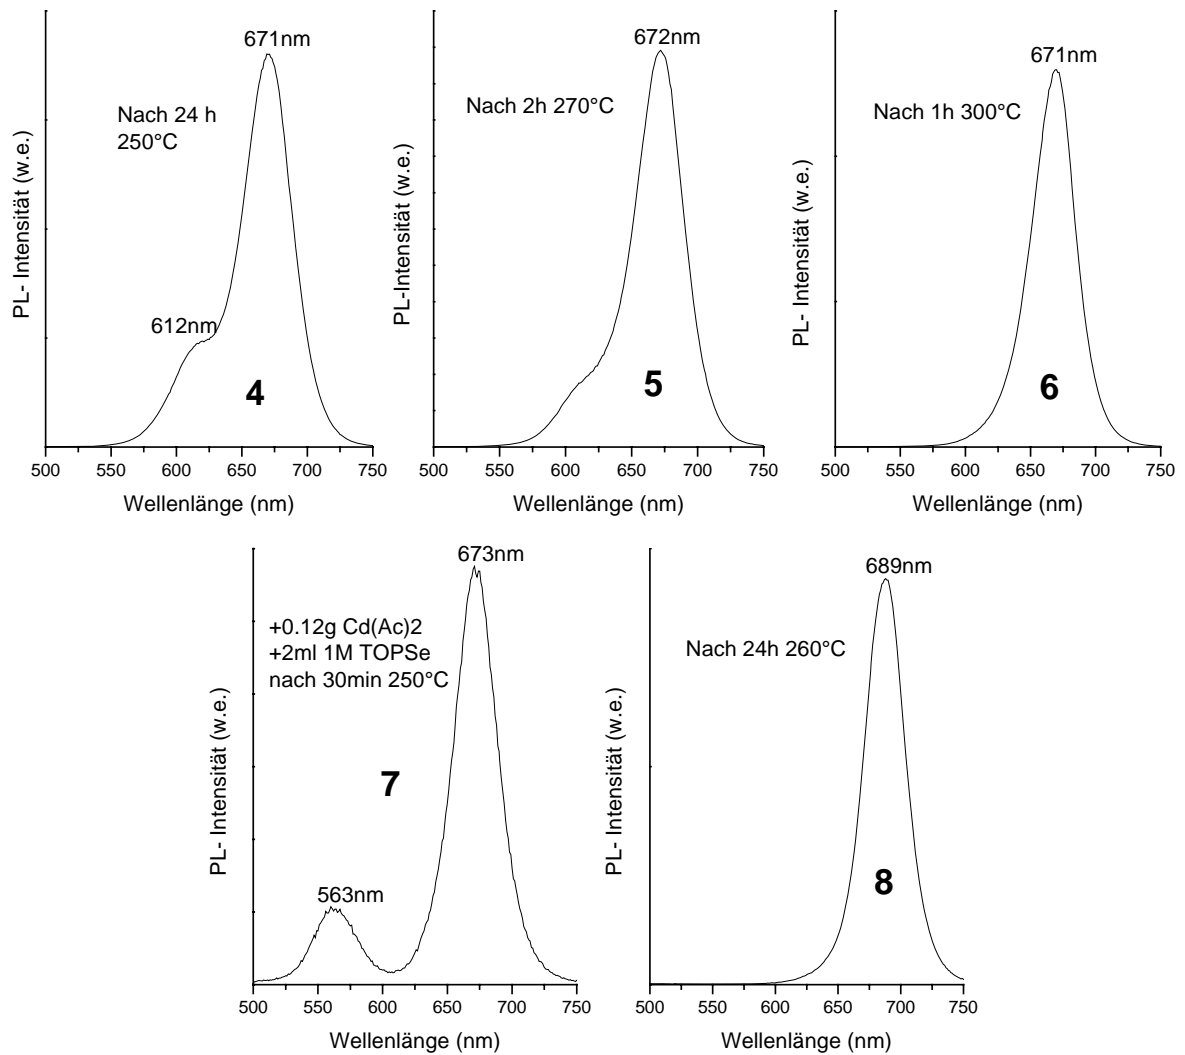 671nm
Nach 24 h
250°C
612nm
4
PL- Intensität (w.e.)
500 550 600 650 700 750
Wellenlänge (nm)
672nm
Nach 2h 270°C
5
PL-Intensität (w.e.)
500 550 600 650 700 750
Wellenlänge (nm)
671nm
Nach 1h 300°C
6
PL- Intensität (w.e.)
500 550 600 650 700 750
Wellenlänge (nm)
673nm
+0.12g Cd(Ac)2
+2ml 1M TOPSe
nach 30min 250°C
7
563nm
PL- Intensität (w.e.)
500 550 600 650 700 750
Wellenlänge (nm)
689nm
Nach 24h 260°C
8
PL- Intensität (w.e.)
500 550 600 650 700 750
Wellenlänge (nm)